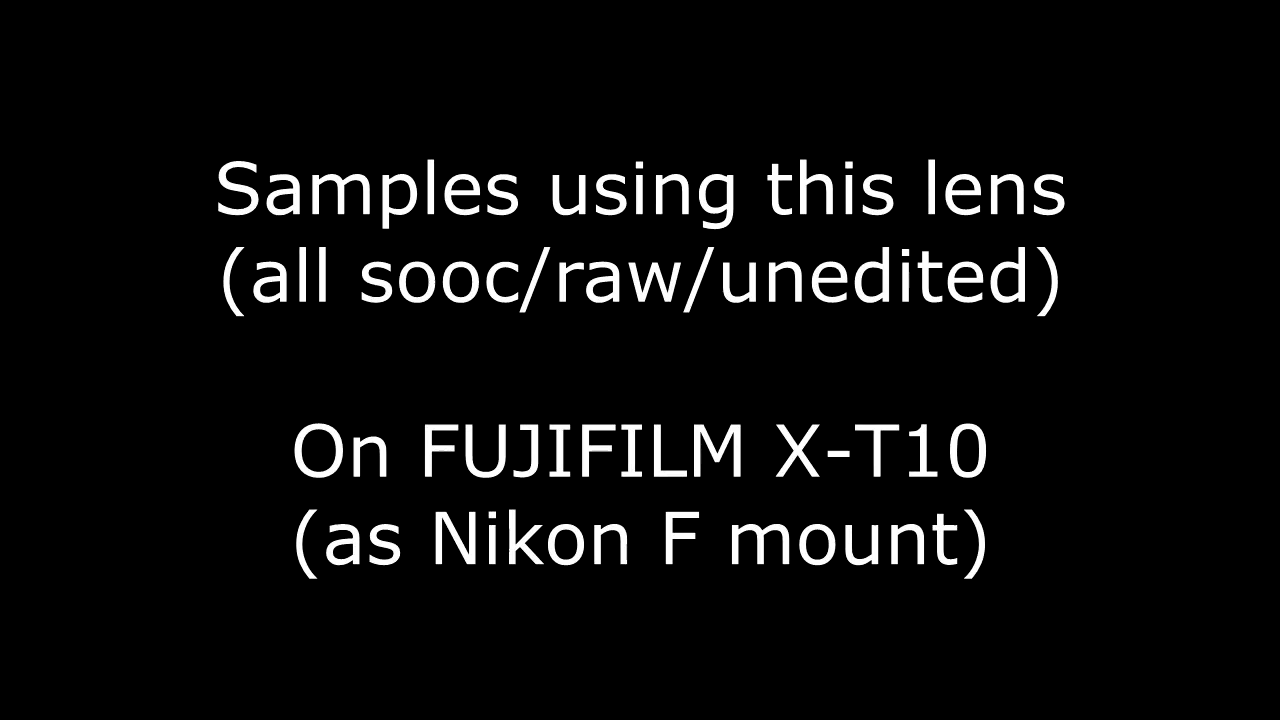 Samples using this lens
(all sooc/raw/unedited)
On FUJIFILM X-T10
(as Nikon F mount)